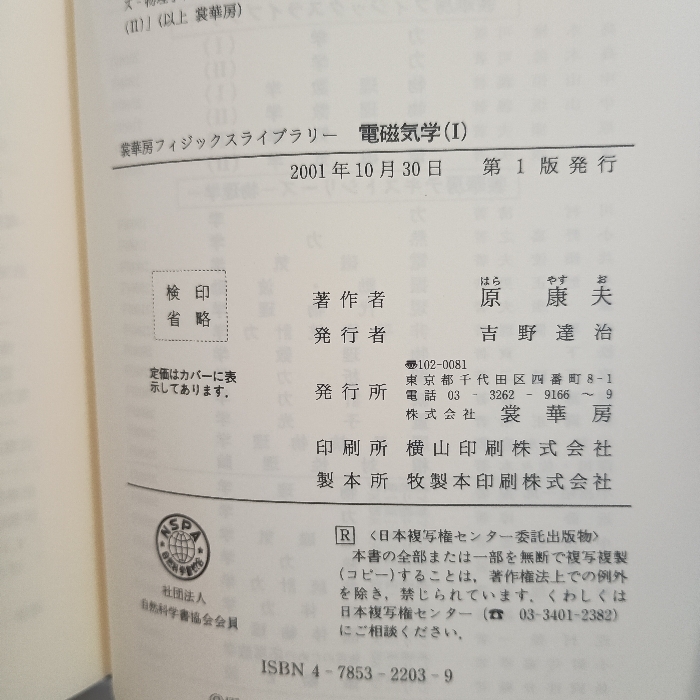 (II)」(以上 裳華房)
裳華房フィジックスライブラリー 電磁気学(I)
2001年10月30日 第1版発行
検印
省略
定価はカバーに表
示してあります.
はら やす お
著作者 原 康夫
発行者 吉野達治
発行所
〠102-0081
東京都千代田区四番町8-1
電話 03 - 3262 - 9166 ~ 9
株式会社 裳華房
印刷所 横山印刷株式会社
製本所 牧製本印刷株式会社
NSPA
社団法人
自然科学書協会会員
R 〈日本複写権センター委託出版物〉
本書の全部または一部を無断で複写複製
(コピー)することは, 著作権法上での例外
を除き, 禁じられています. くわしくは
日本複写権センター (☎ 03-3401-2382)
にご相談ください.
ISBN 4-7853-2203-9